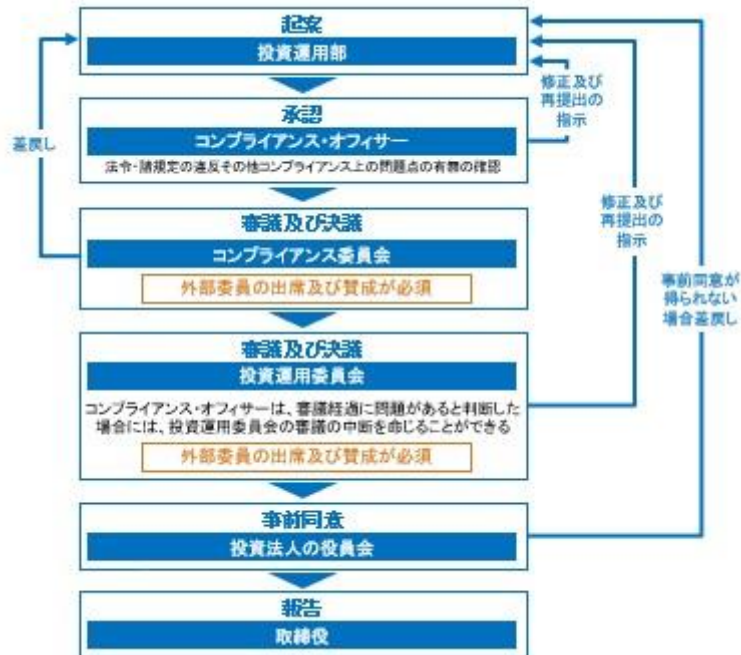 起案
投資運用部
修正及び
再提出の
指示
承認
コンプライアンス・オフィサー
法令・諸規定の違反その他コンプライアンス上の問題点の有無の確認
差戻し
審議及び決議
コンプライアンス委員会
外部委員の出席及び賛成が必須
修正及び
再提出の
指示
事前同意が
得られない
場合差戻し
審議及び決議
投資運用委員会
コンプライアンス・オフィサーは、審議経過に問題があると判断した
場合には、投資運用委員会の審議の中断を命じることができる
外部委員の出席及び賛成が必須
事前同意
投資法人の役員会
報告
取締役